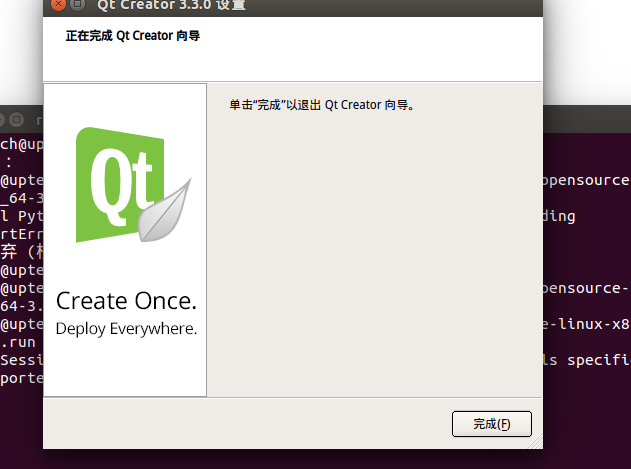 Qt Creator 3.3.0 设置
正在完成 Qt Creator 向导
单击“完成”以退出 Qt Creator 向导。
Qt
Create Once.
Deploy Everywhere.
完成(F)
ch@up
:
@upte
opensource
_64-3
l Pyt
ding
rtErr
弃 (
@upte
@upte
pensource-
64-3.
@upte
e-linux-x8
.run
Sessi
ls specifi
porte